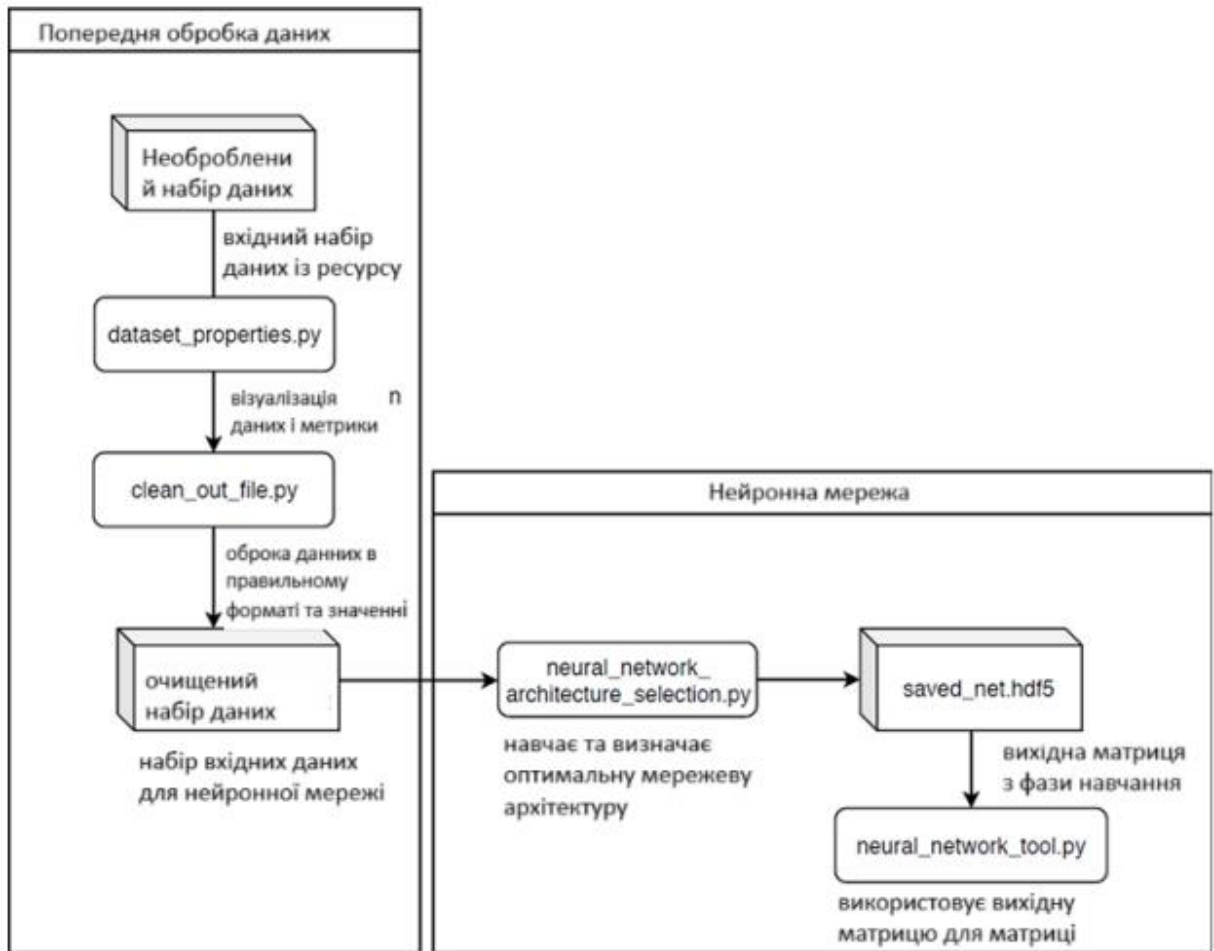 Попередня обробка даних
Необроблени
й набір даних
вхідний набір
даних із ресурсу
dataset_properties.py
візуалізація n
даних і метрики
clean_out_file.py
оброка данних в
правильному
форматі та значенні
очищений
набір даних
набір вхідних даних
для нейронної мережі
Нейронна мережа
neural_network_
architecture_selection.py
навчає та визначає
оптимальну мережеву
архітектуру
saved_net.hdf5
вихідна матриця
з фази навчання
neural_network_tool.py
використовує вихідну
матрицю для матриці